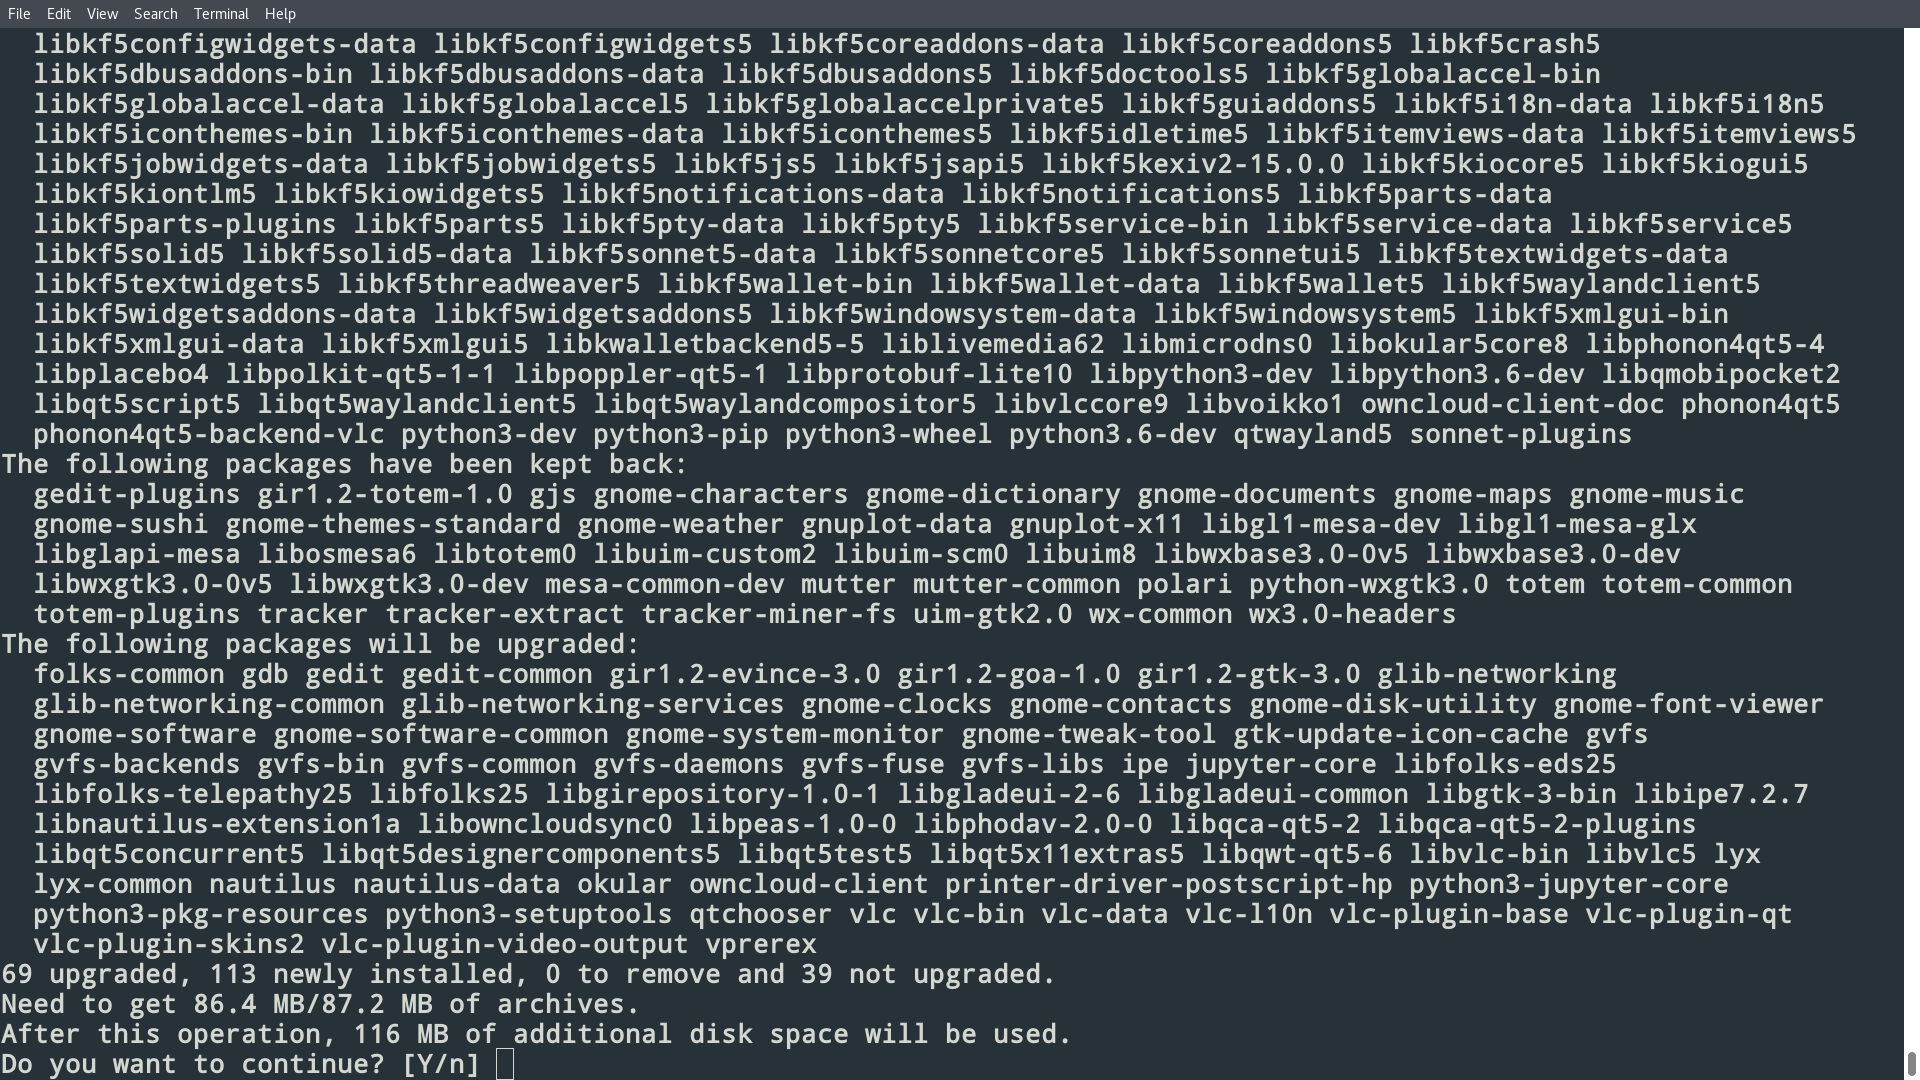 File Edit View Search Terminal Help
libkf5configwidgets-data libkf5configwidgets5 libkf5coreaddons-data libkf5coreaddons5 libkf5crash5
libkf5dbusaddons-bin libkf5dbusaddons-data libkf5dbusaddons5 libkf5doctools5 libkf5globalaccel-bin
libkf5globalaccel-data libkf5globalaccel5 libkf5globalaccelprivate5 libkf5guiaddons5 libkf5i18n-data libkf5i18n5
libkf5iconthemes-bin libkf5iconthemes-data libkf5iconthemes5 libkf5idletime5 libkf5itemviews-data libkf5itemviews5
libkf5jobwidgets-data libkf5jobwidgets5 libkf5js5 libkf5jsapi5 libkf5kexiv2-15.0.0 libkf5kiocore5 libkf5kiogui5
libkf5kiontlm5 libkf5kiowidgets5 libkf5notifications-data libkf5notifications5 libkf5parts-data
libkf5parts-plugins libkf5parts5 libkf5pty-data libkf5pty5 libkf5service-bin libkf5service-data libkf5service5
libkf5solid5 libkf5solid5-data libkf5sonnet5-data libkf5sonnetcore5 libkf5sonnetui5 libkf5textwidgets-data
libkf5textwidgets5 libkf5threadweaver5 libkf5wallet-bin libkf5wallet-data libkf5wallet5 libkf5waylandclient5
libkf5widgetsaddons-data libkf5widgetsaddons5 libkf5windowsystem-data libkf5windowsystem5 libkf5xmlgui-bin
libkf5xmlgui-data libkf5xmlgui5 libkwalletbackend5-5 liblivemedia62 libmicrodns0 libokular5core8 libphonon4qt5-4
libplacebo4 libpolkit-qt5-1-1 libpoppler-qt5-1 libprotobuf-lite10 libpython3-dev libpython3.6-dev libqmobipocket2
libqt5script5 libqt5waylandclient5 libqt5waylandcompositor5 libvlccore9 libvoikko1 owncloud-client-doc phonon4qt5
phonon4qt5-backend-vlc python3-dev python3-pip python3-wheel python3.6-dev qtwayland5 sonnet-plugins
The following packages have been kept back:
gedit-plugins gir1.2-totem-1.0 gjs gnome-characters gnome-dictionary gnome-documents gnome-maps gnome-music
gnome-sushi gnome-themes-standard gnome-weather gnuplot-data gnuplot-x11 libgl1-mesa-dev libgl1-mesa-glx
libglapi-mesa libosmesa6 libtotem0 libuim-custom2 libuim-scm0 libuim8 libwxbase3.0-0v5 libwxbase3.0-dev
libwxgtk3.0-0v5 libwxgtk3.0-dev mesa-common-dev mutter mutter-common polari python-wxgtk3.0 totem totem-common
totem-plugins tracker tracker-extract tracker-miner-fs uim-gtk2.0 wx-common wx3.0-headers
The following packages will be upgraded:
folks-common gdb gedit gedit-common gir1.2-evince-3.0 gir1.2-goa-1.0 gir1.2-gtk-3.0 glib-networking
glib-networking-common glib-networking-services gnome-clocks gnome-contacts gnome-disk-utility gnome-font-viewer
gnome-software gnome-software-common gnome-system-monitor gnome-tweak-tool gtk-update-icon-cache gvfs
gvfs-backends gvfs-bin gvfs-common gvfs-daemons gvfs-fuse gvfs-libs ipe jupyter-core libfolks-eds25
libfolks-telepathy25 libfolks25 libgirepository-1.0-1 libgladeui-2-6 libgladeui-common libgtk-3-bin libipe7.2.7
libnautilus-extension1a libowncloudsync0 libpeas-1.0-0 libphodav-2.0-0 libqca-qt5-2 libqca-qt5-2-plugins
libqt5concurrent5 libqt5designercomponents5 libqt5test5 libqt5x11extras5 libqwt-qt5-6 libvlc-bin libvlc5 lyx
lyx-common nautilus nautilus-data okular owncloud-client printer-driver-postscript-hp python3-jupyter-core
python3-pkg-resources python3-setuptools qtchooser vlc vlc-bin vlc-data vlc-l10n vlc-plugin-base vlc-plugin-qt
vlc-plugin-skins2 vlc-plugin-video-output vprerex
69 upgraded, 113 newly installed, 0 to remove and 39 not upgraded.
Need to get 86.4 MB/87.2 MB of archives.
After this operation, 116 MB of additional disk space will be used.
Do you want to continue? [Y/n]